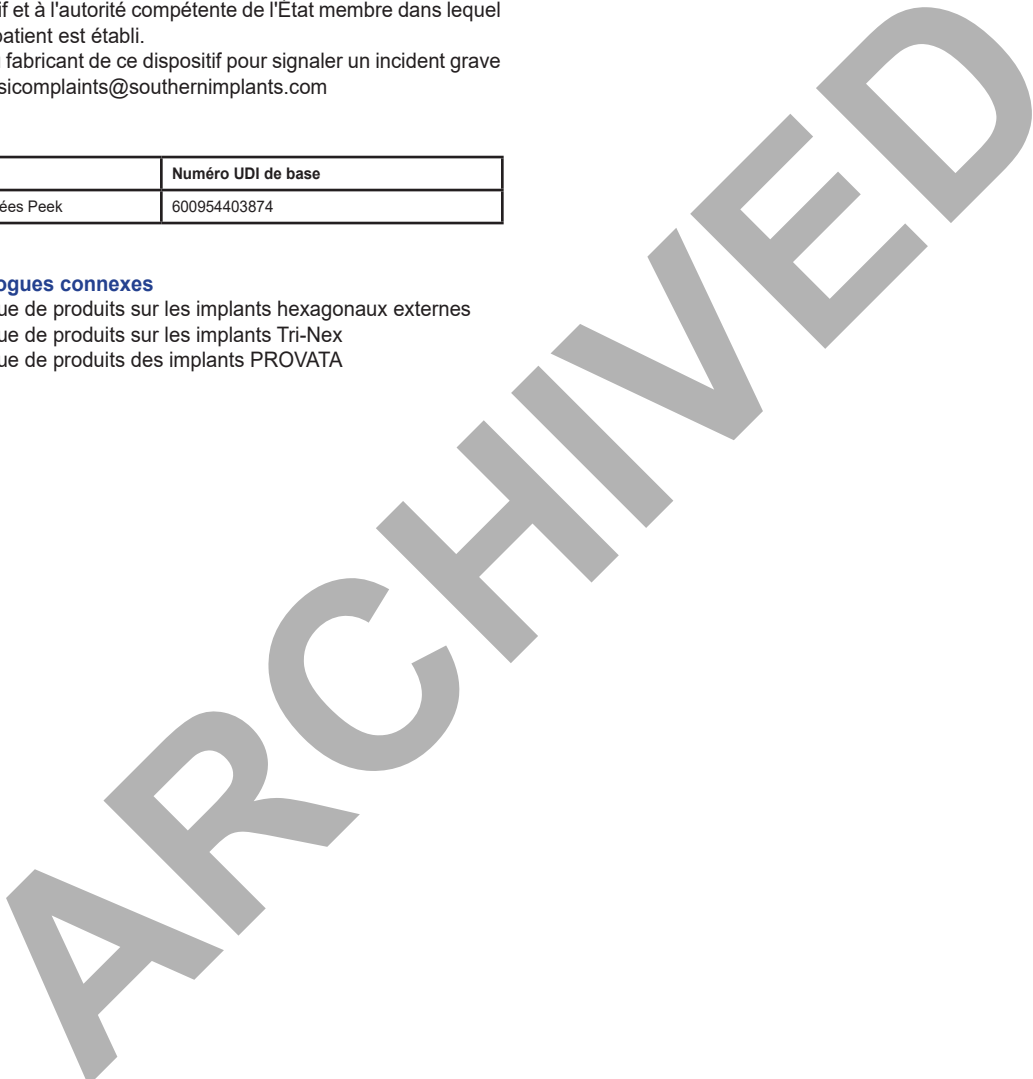 if et à l'autorité compétente de l'État membre dans lequel
patient est établi.
fabricant de ce dispositif pour signaler un incident grave
sicomplaints@southernimplants.com
Numéro UDI de base
ées Peek 600954403874
ogues connexes
ue de produits sur les implants hexagonaux externes
ue de produits sur les implants Tri-Nex
ue de produits des implants PROVATA
ARCHIVED